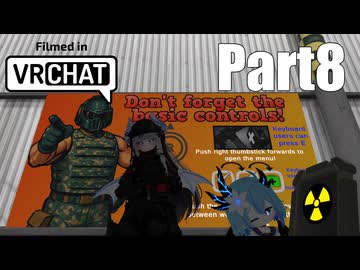 Filmed in
VRCHAT
Part8
Don't forget the
basic controls!
Keyboard
users can
press E
Push right thumbstick forwards to
open the menu!